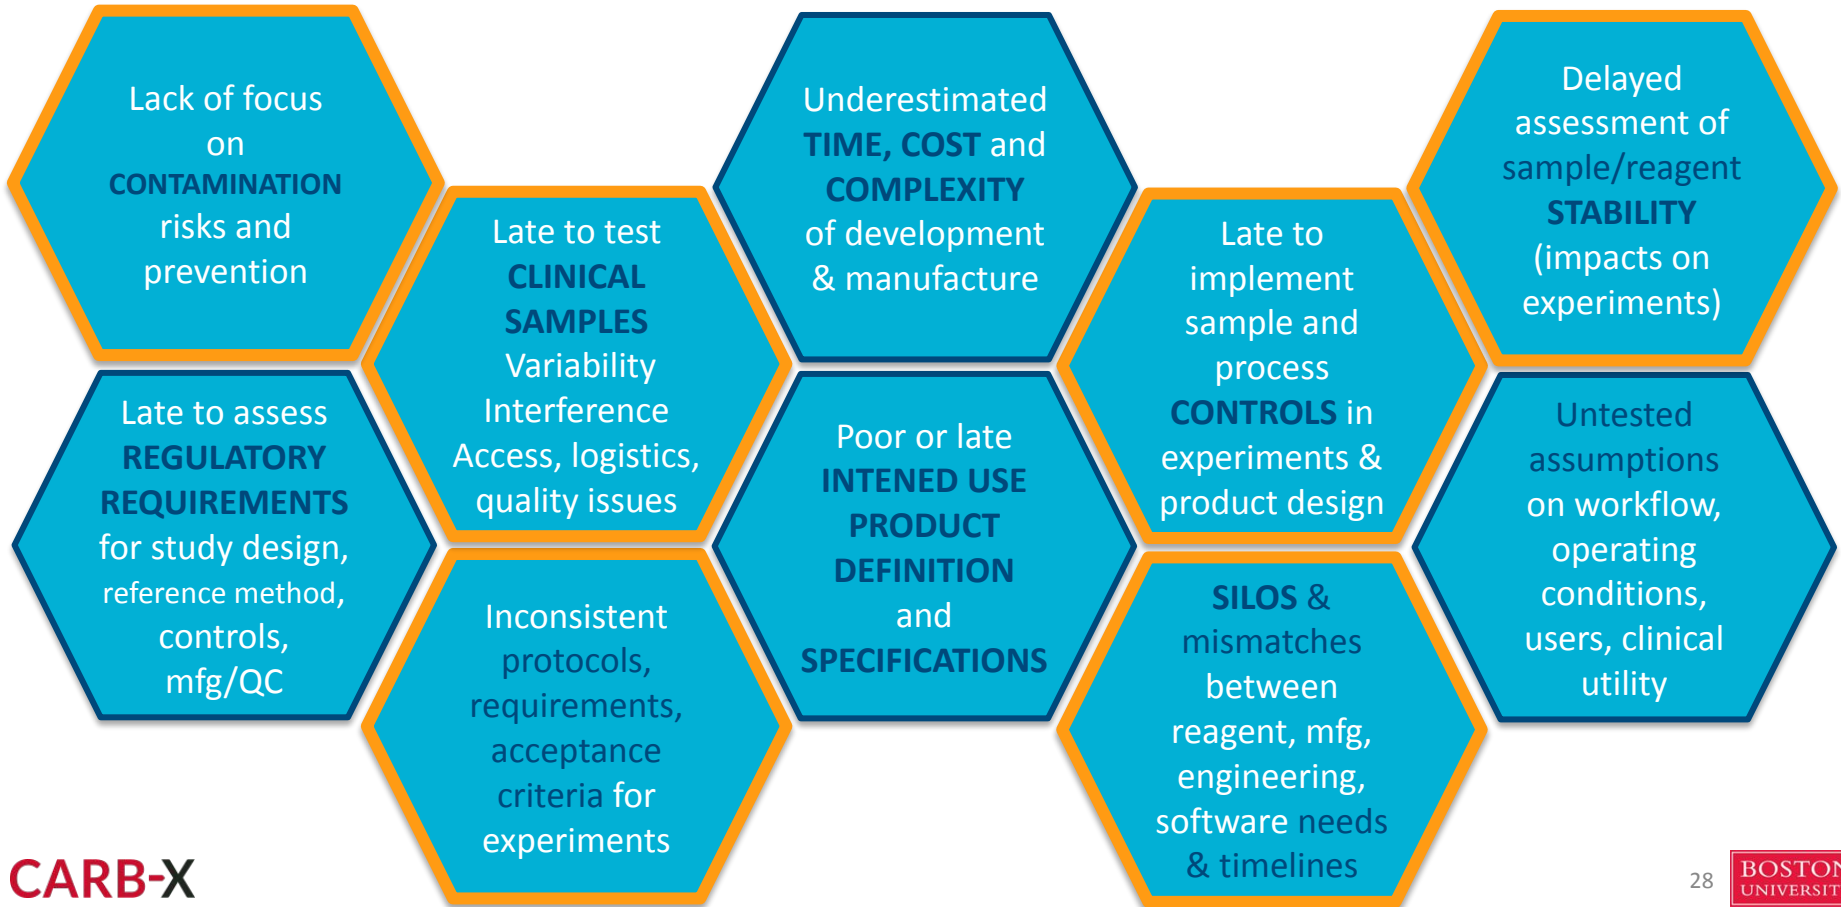 Lack of focus
on
CONTAMINATION
risks and
prevention
Late to assess
REGULATORY
REQUIREMENTS
for study design,
reference method,
controls,
mfg/QC
Late to test
CLINICAL
SAMPLES
Variability
Interference
Access, logistics,
quality issues
Inconsistent
protocols,
requirements,
acceptance
criteria for
experiments
Underestimated
TIME, COST and
COMPLEXITY
of development
& manufacture
Poor or late
INTENED USE
PRODUCT
DEFINITION
and
SPECIFICATIONS
Late to
implement
sample and
process
CONTROLS in
experiments &
product design
SILOS &
mismatches
between
reagent, mfg,
engineering,
software needs
& timelines
Delayed
assessment of
sample/reagent
STABILITY
(impacts on
experiments)
Untested
assumptions
on workflow,
operating
conditions,
users, clinical
utility
CARB-X
28
BOSTON
UNIVERSIT